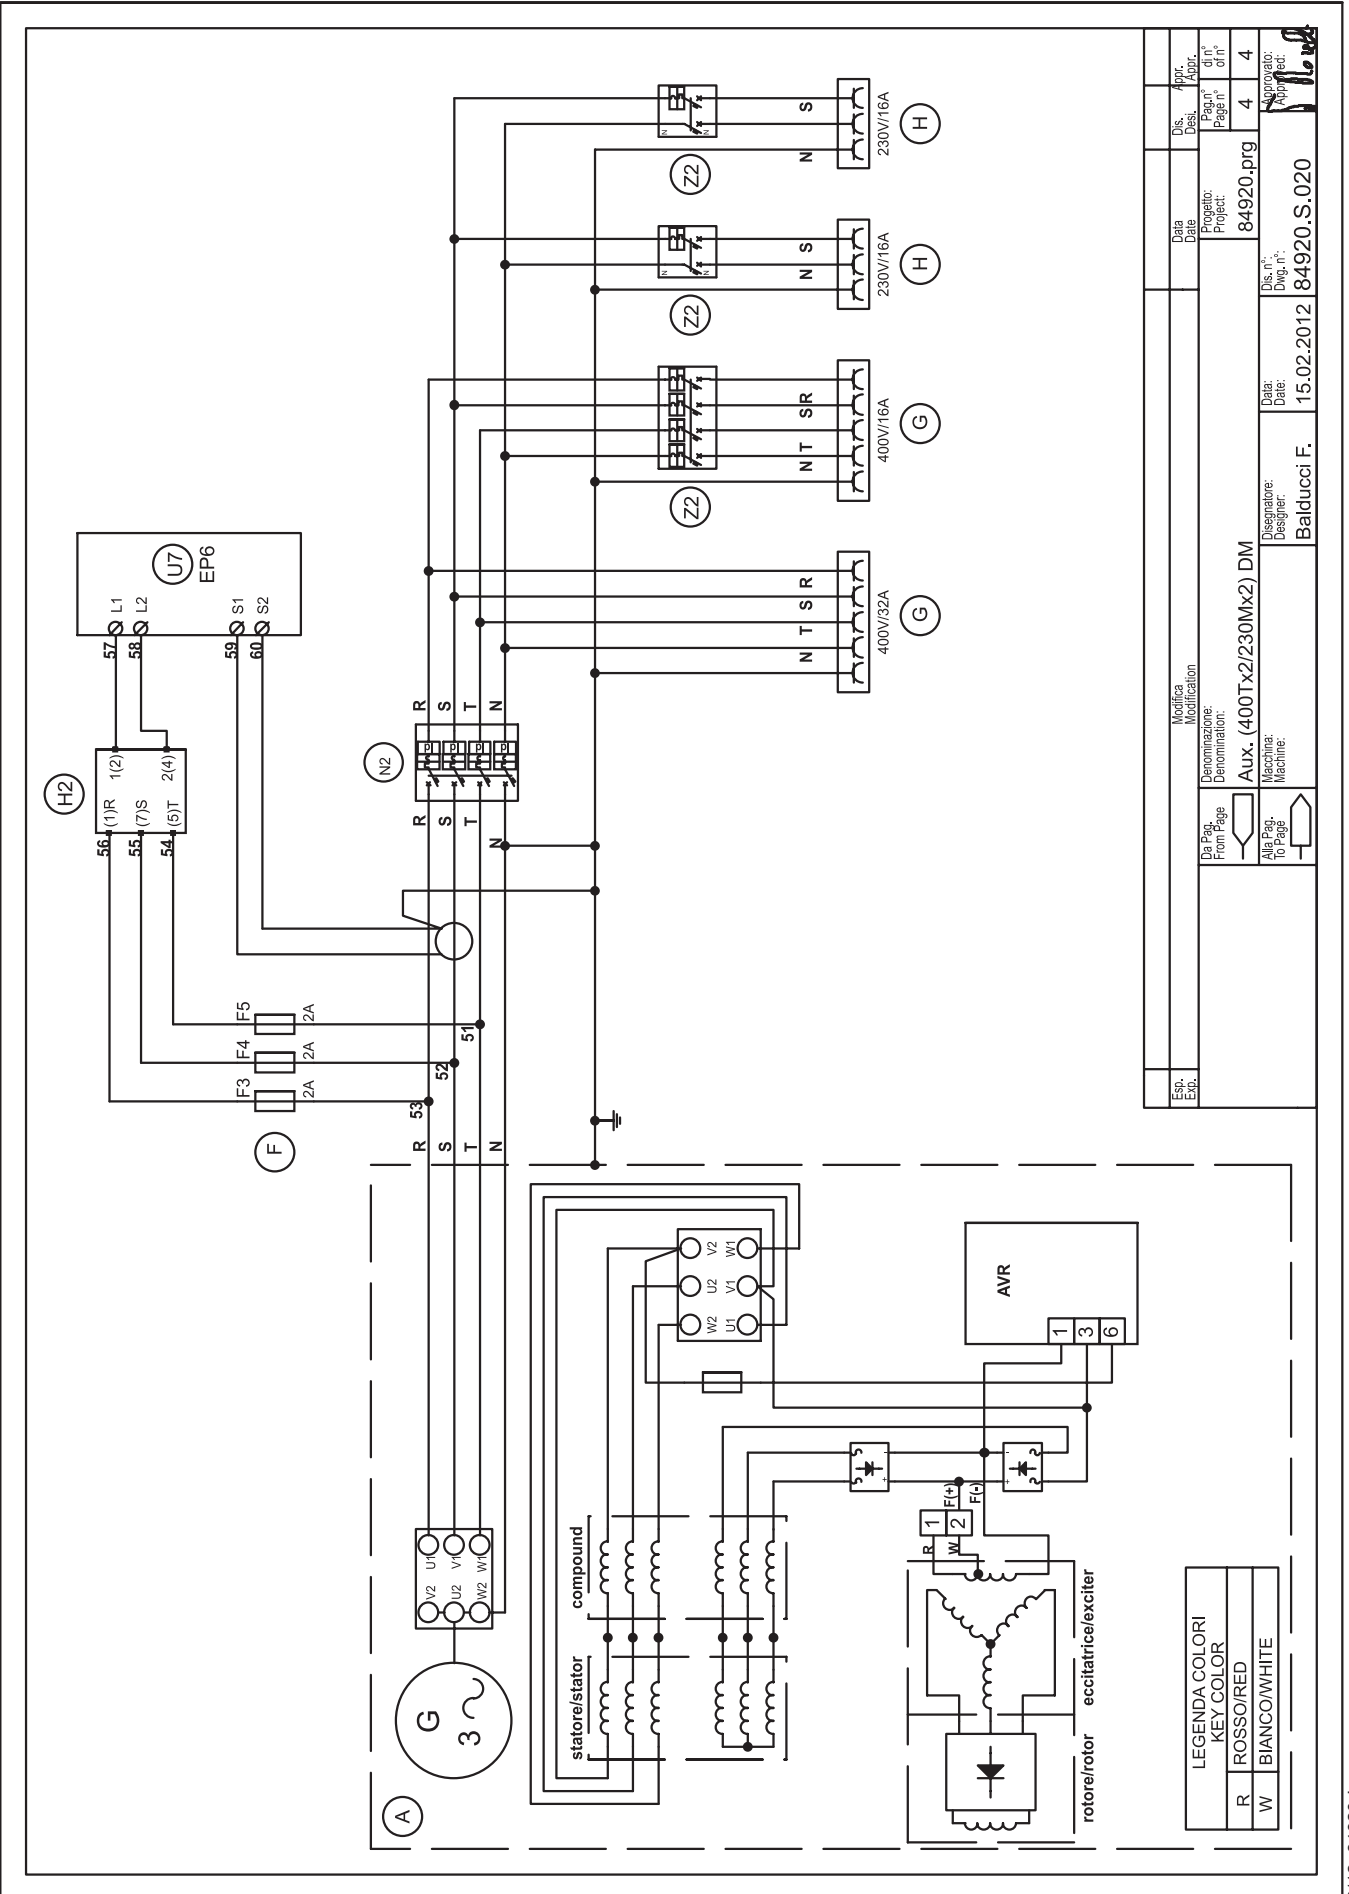 A
G
3
V2 U1
U2 V1
W2 W1
R
S
T
N
F
F3 2A
F4 2A
F5 2A
53
52
51
56
55
54
H2
(1)R 1(2)
(7)S
(5)T 2(4)
57
58
59
60
L1
L2
S1
S2
U7
EP6
R
S
T
N
N2
pI
pI
pI
pI
R
S
T
N
N T S R
400V/32A
G
Z2
N T S R
400V/16A
G
Z2
N N
N S
230V/16A
H
Z2
N N
N S
230V/16A
H
statore/stator
compound
W2 U2 V2
U1 V1 W1
AVR
1
3
6
- +
- +
F(+)
F(-)
1
2
R
W
rotore/rotor
eccitatrice/exciter
LEGENDA COLORI
KEY COLOR
R ROSSO/RED
W BIANCO/WHITE
Esp.
Exp.
Modifica
Modification
Data
Date
Dis.
Desi.
Appr.
Appr.
Da Pag.
From Page
Denominazione:
Denomination:
Aux. (400Tx2/230Mx2) DM
Progetto:
Project:
84920.prg
Pag.n°
Page n°
4
di n°
of n°
4
Alla Pag.
To Page
Macchina:
Machine:
Disegnatore:
Designer:
Balducci F.
Data:
Date:
15.02.2012
Dis. n°:
Dwg. n°:
84920.S.020
Approvato:
Approved: